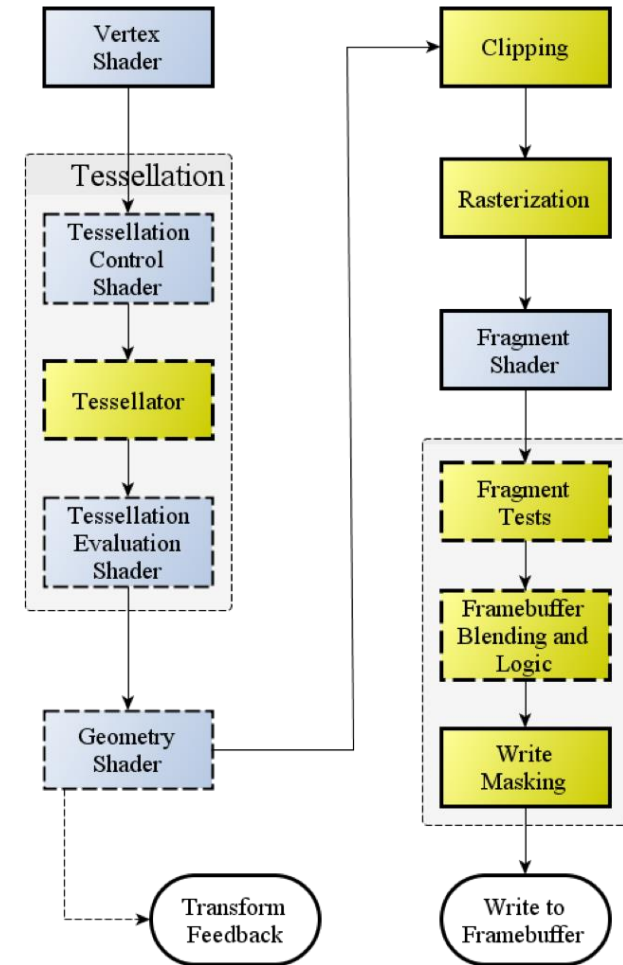 Vertex
Shader
Tessellation
Tessellation
Control
Shader
Tessellator
Tessellation
Evaluation
Shader
Geometry
Shader
Transform
Feedback
Clipping
Rasterization
Fragment
Shader
Fragment
Tests
Framebuffer
Blending and
Logic
Write
Masking
Write to
Framebuffer